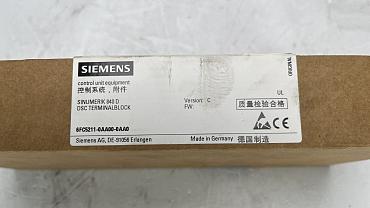 SIEMENS
ORIGINAL
control unit equipment
控制系统，附件
UL
SINUMERIK 840 D
DSC TERMINALBLOCK
Version: C
FW:
质量检验合格
6FC5211-0AA00-0AA0
Siemens AG, DE-91056 Erlangen
Made in Germany 德国制造